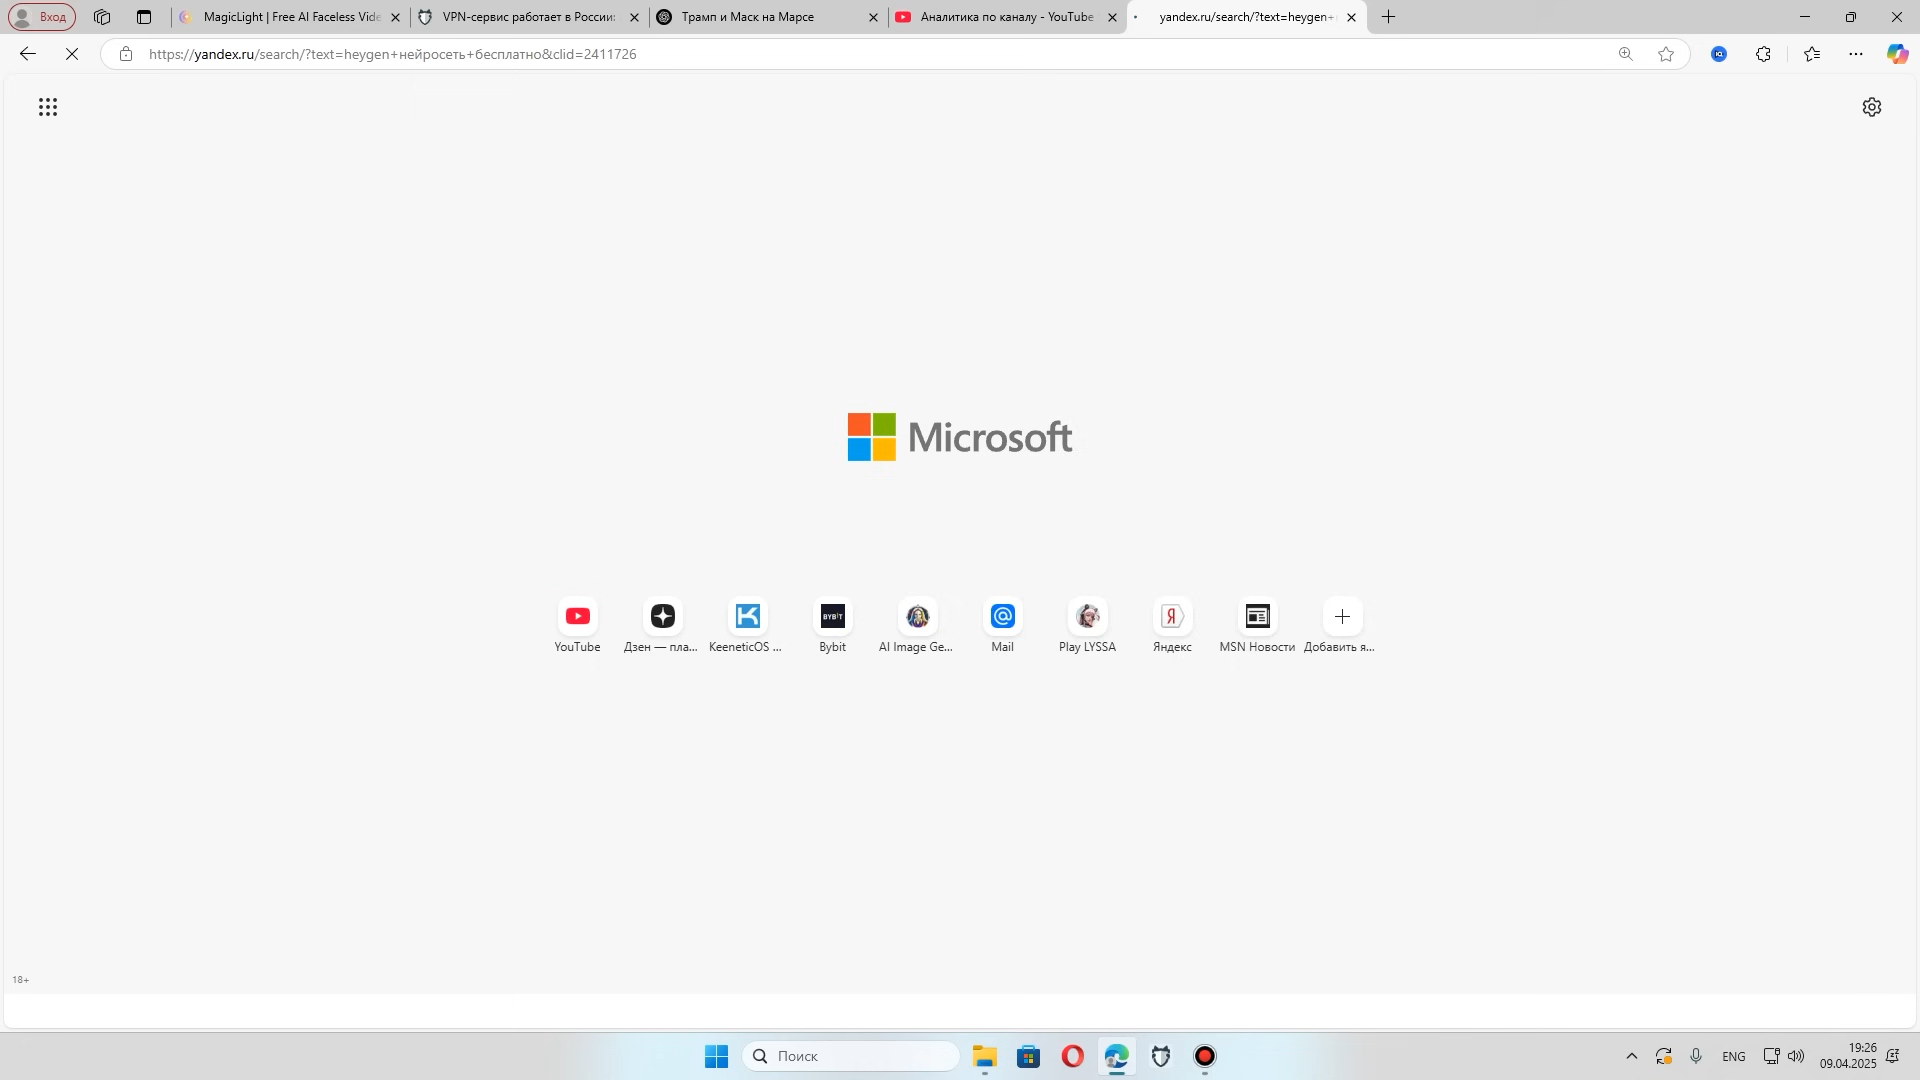 Вход
MagicLight | Free AI Faceless Vide
VPN-сервис работает в России:
Трамп и Маск на Марсе
Аналитика по каналу - YouTube
yandex.ru/search/?text=heygen+
https://yandex.ru/search/?text=heygen+нейросеть+бесплатно&clid=2411726
Microsoft
BYBIT
YouTube
Дзен — пла...
KeeneticOS ...
Bybit
AI Image Ge...
Mail
Play LYSSA
Яндекс
MSN Новости
Добавить я...
18+
Поиск
ENG
19:26
09.04.2025